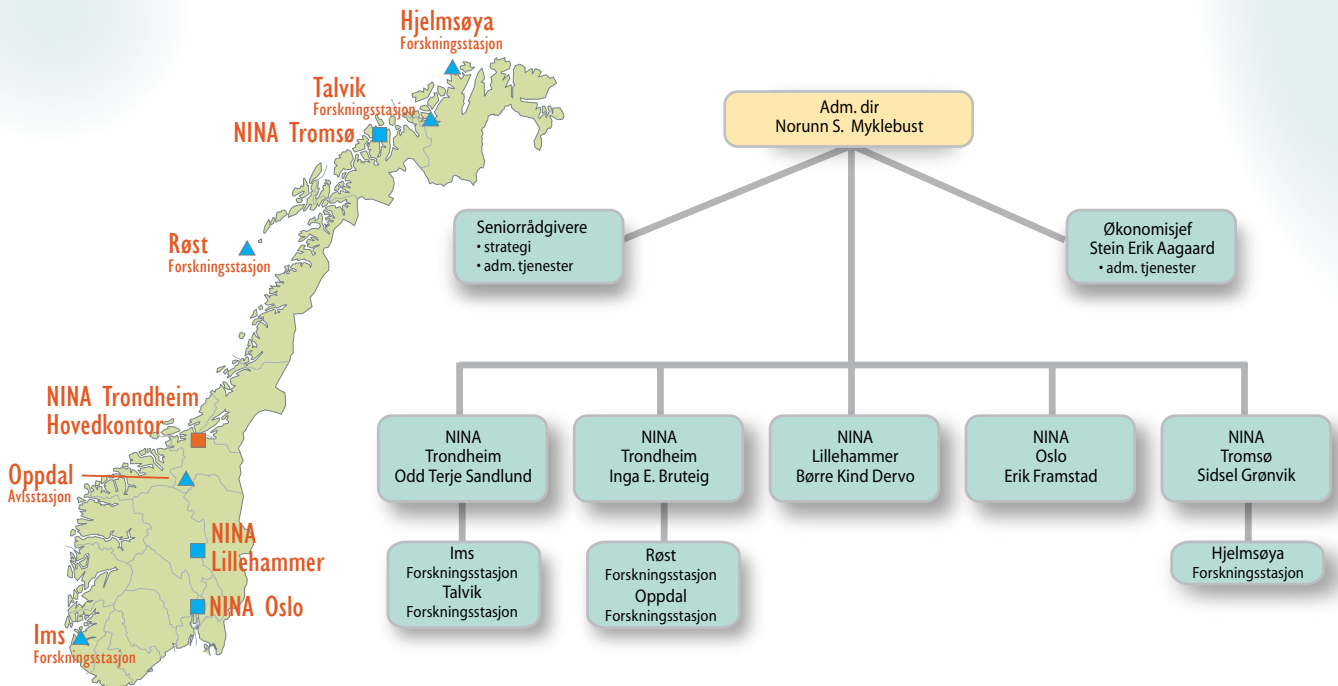 Hjelmsøya
Forskningsstasjon
Talvik
Forskningsstasjon
NINA Tromsø
Røst
Forskningsstasjon
NINA Trondheim
Hovedkontor
Oppdal
Avlsstasjon
NINA
Lillehammer
NINA Oslo
Ims
Forskningsstasjon
Adm. dir
Norunn S. Myklebust
Seniorrådgivere
• strategi
• adm. tjenester
Økonomisjef
Stein Erik Aagaard
• adm. tjenester
NINA
Trondheim
Odd Terje Sandlund
NINA
Trondheim
Inga E. Bruteig
NINA
Lillehammer
Børre Kind Dervo
NINA
Oslo
Erik Framstad
NINA
Tromsø
Sidsel Grønvik
Ims
Forskningsstasjon
Talvik
Forskningsstasjon
Røst
Forskningsstasjon
Oppdal
Forskningsstasjon
Hjelmsøya
Forskningsstasjon